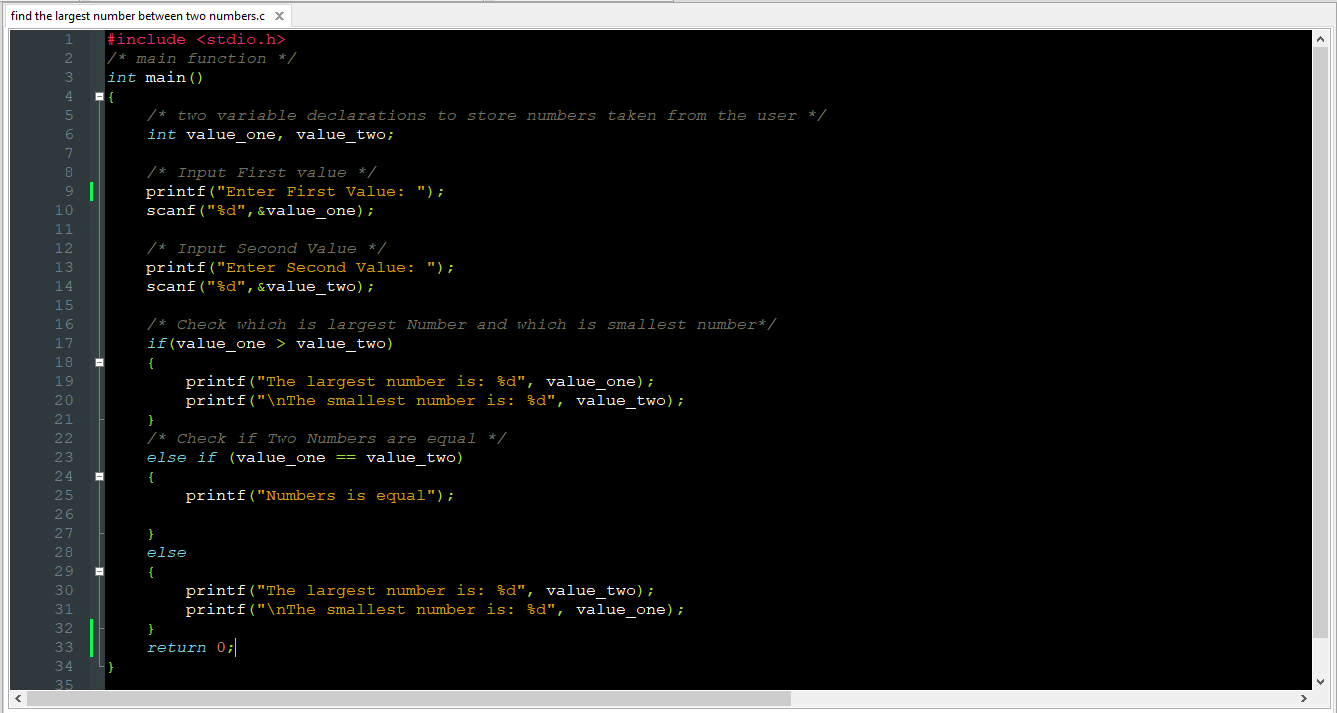 find the largest number between two numbers.c
1 #include <stdio.h>
2 /* main function */
3 int main()
4 {
5 /* two variable declarations to store numbers taken from the user */
6 int value_one, value_two;
7
8 /* Input First value */
9 printf("Enter First Value: ");
10 scanf("%d",&value_one);
11
12 /* Input Second Value */
13 printf("Enter Second Value: ");
14 scanf("%d",&value_two);
15
16 /* Check which is largest Number and which is smallest number*/
17 if(value_one > value_two)
18 {
19 printf("The largest number is: %d", value_one);
20 printf("\nThe smallest number is: %d", value_two);
21 }
22 /* Check if Two Numbers are equal */
23 else if (value_one == value_two)
24 {
25 printf("Numbers is equal");
26
27 }
28 else
29 {
30 printf("The largest number is: %d", value_two);
31 printf("\nThe smallest number is: %d", value_one);
32 }
33 return 0;
34 }
35